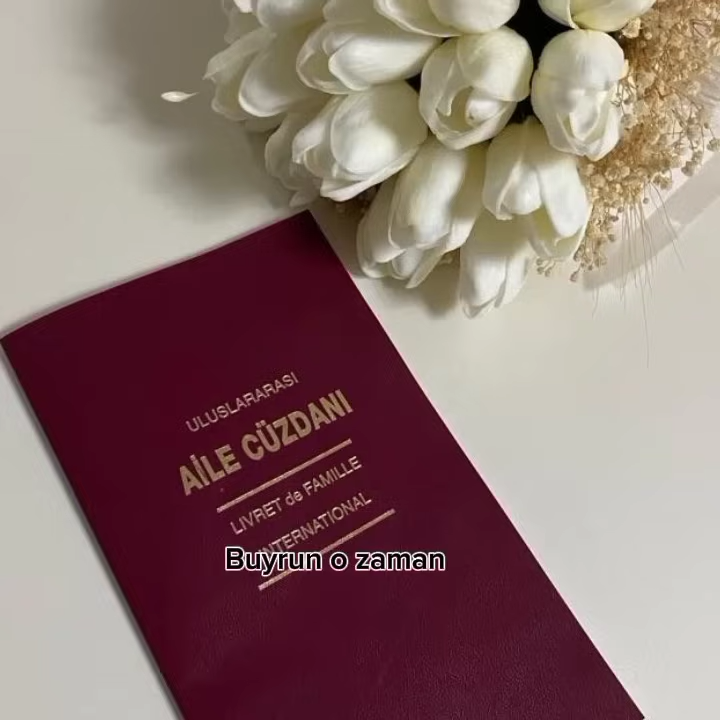 ULUSLARARASI
AİLE CÜZDANI
LIVRET de FAMILLE
INTERNATIONAL
Buyrun o zaman